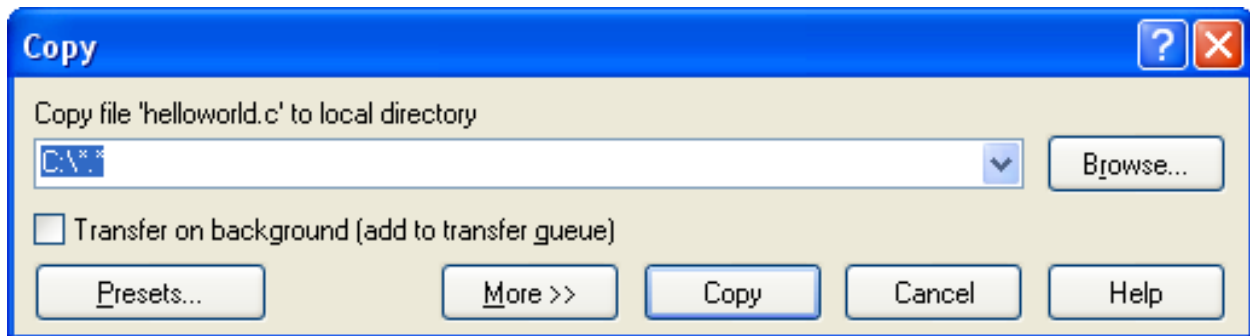 Copy
Copy file 'helloworld.c' to local directory
C:\*.*
Browse...
Transfer on background (add to transfer queue)
Presets... More >> Copy Cancel Help